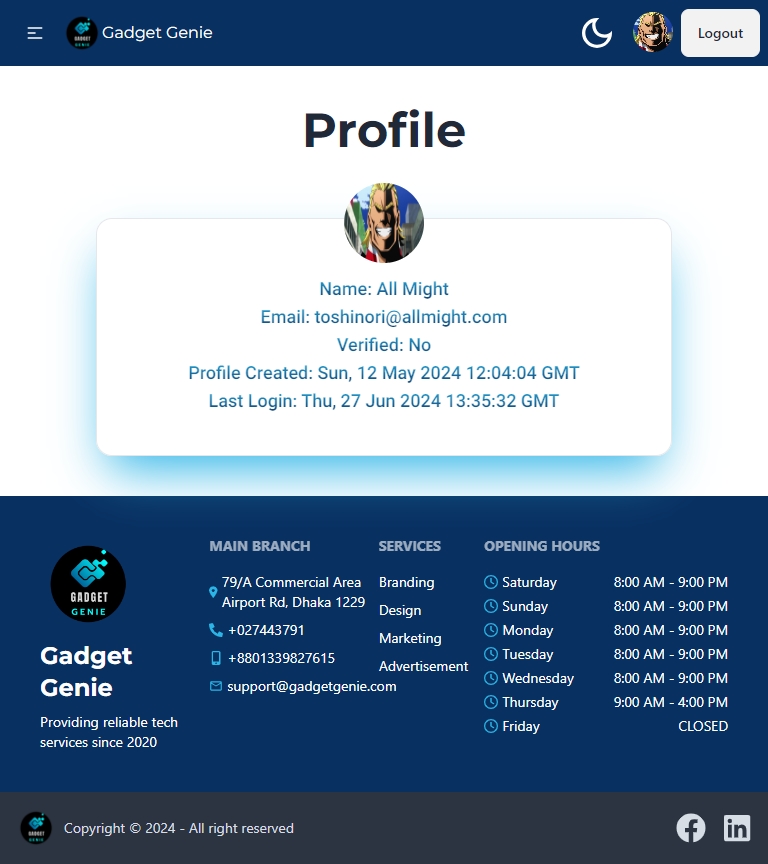 Gadget Genie
Logout
Profile
Name: All Might
Email: toshinori@allmight.com
Verified: No
Profile Created: Sun, 12 May 2024 12:04:04 GMT
Last Login: Thu, 27 Jun 2024 13:35:32 GMT
GADGET
GENIE
Gadget
Genie
Providing reliable tech
services since 2020
MAIN BRANCH
79/A Commercial Area
Airport Rd, Dhaka 1229
+027443791
+8801339827615
support@gadgetgenie.com
SERVICES
Branding
Design
Marketing
Advertisement
OPENING HOURS
Saturday 8:00 AM - 9:00 PM
Sunday 8:00 AM - 9:00 PM
Monday 8:00 AM - 9:00 PM
Tuesday 8:00 AM - 9:00 PM
Wednesday 8:00 AM - 9:00 PM
Thursday 9:00 AM - 4:00 PM
Friday CLOSED
GADGET
GENIE
Copyright © 2024 - All right reserved